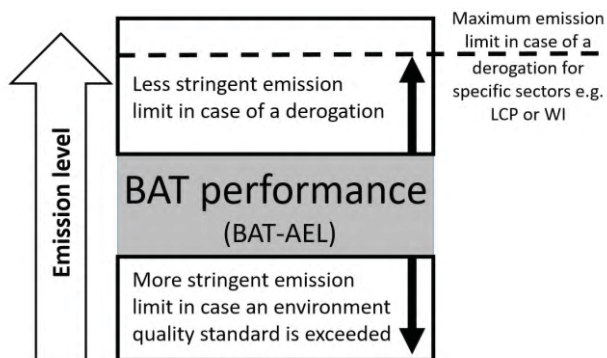 Maximum emission
limit in case of a
derogation for
specific sectors e.g.
LCP or WI
Less stringent emission
limit in case of a derogation
BAT performance
(BAT-AEL)
More stringent emission
limit in case an environment
quality standard is exceeded
Emission level